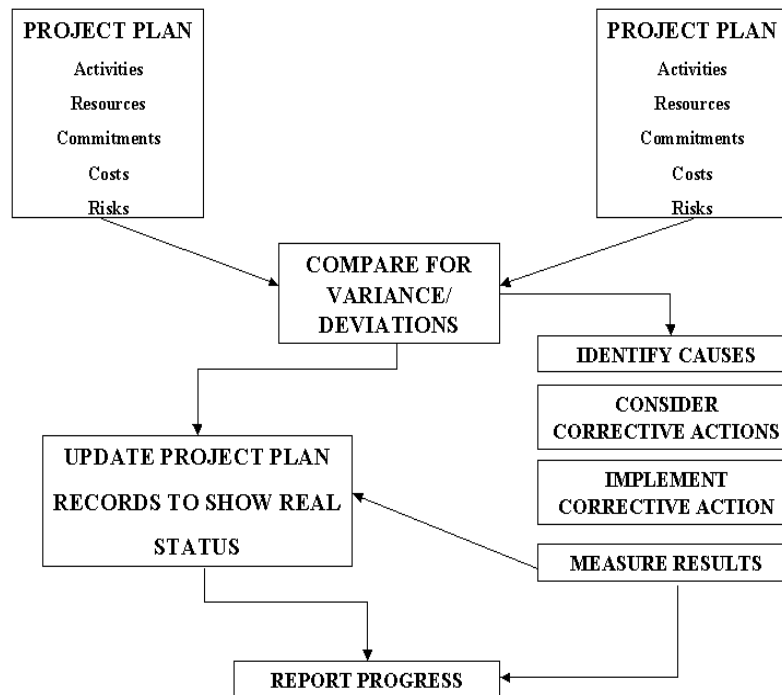 PROJECT PLAN
Activities
Resources
Commitments
Costs
Risks
PROJECT PLAN
Activities
Resources
Commitments
Costs
Risks
COMPARE FOR
VARIANCE/
DEVIATIONS
IDENTIFY CAUSES
CONSIDER
CORRECTIVE ACTIONS
IMPLEMENT
CORRECTIVE ACTION
MEASURE RESULTS
UPDATE PROJECT PLAN
RECORDS TO SHOW REAL
STATUS
REPORT PROGRESS